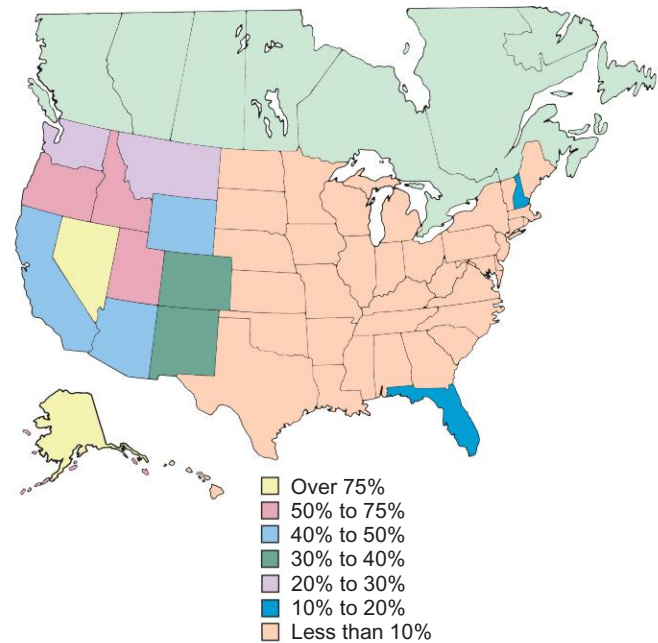 Over 75%
50% to 75%
40% to 50%
30% to 40%
20% to 30%
10% to 20%
Less than 10%